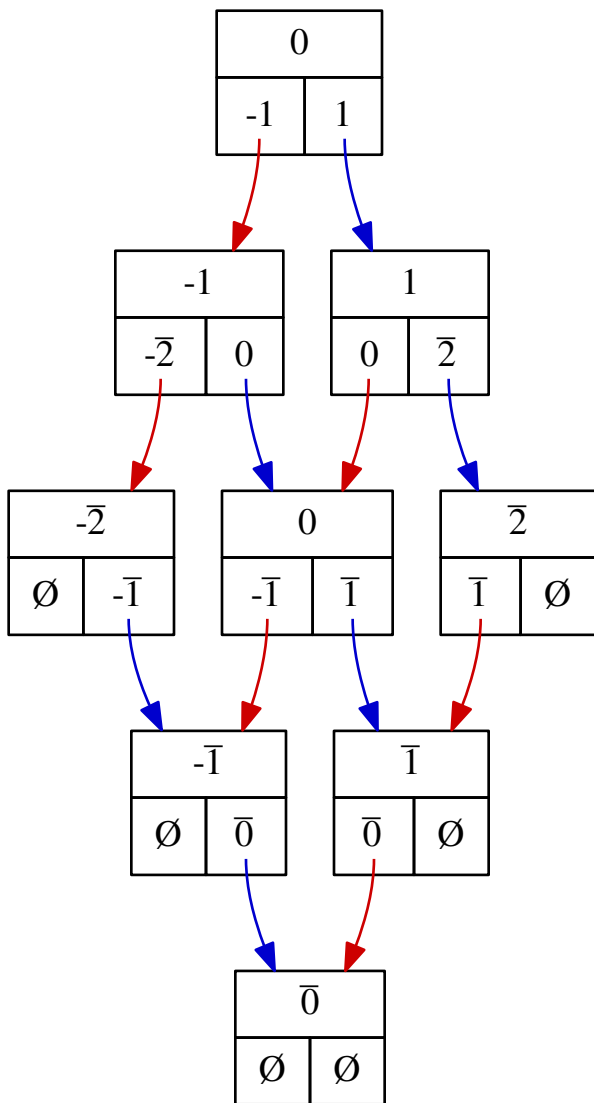 0
-1 1
-1 1
-2̅ 0 0 2̅
-2̅ 0 2̅
Ø -1̅ -1̅ 1̅ 1̅ Ø
-1̅ 1̅
Ø 0̅ 0̅ Ø
0̅
Ø Ø